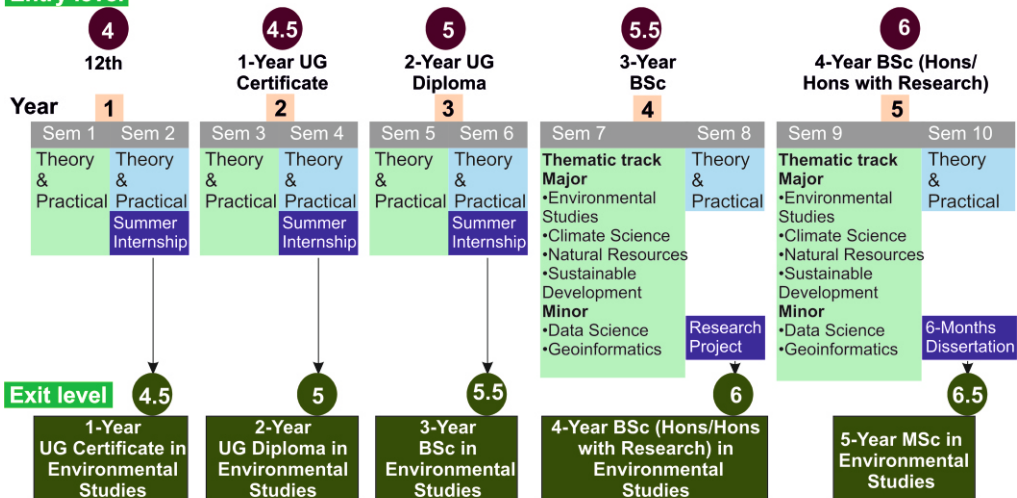 Entry level
4
4.5
5
5.5
6
12th
1-Year UG
Certificate
2-Year UG
Diploma
3-Year
BSc
4-Year BSc (Hons/
Hons with Research)
Year
1
2
3
4
5
Sem 1
Sem 2
Sem 3
Sem 4
Sem 5
Sem 6
Sem 7
Sem 8
Sem 9
Sem 10
Theory
&
Practical
Theory
&
Practical
Summer
Internship
Theory
&
Practical
Theory
&
Practical
Summer
Internship
Theory
&
Practical
Theory
&
Practical
Summer
Internship
Thematic track
Major
•Environmental
Studies
•Climate Science
•Natural Resources
•Sustainable
Development
Minor
•Data Science
•Geoinformatics
Theory
&
Practical
Research
Project
Thematic track
Major
•Environmental
Studies
•Climate Science
•Natural Resources
•Sustainable
Development
Minor
•Data Science
•Geoinformatics
Theory
&
Practical
6-Months
Dissertation
Exit level
4.5
5
5.5
6
6.5
1-Year
UG Certificate in
Environmental
Studies
2-Year
UG Diploma in
Environmental
Studies
3-Year
BSc in
Environmental
Studies
4-Year BSc (Hons/Hons
with Research) in
Environmental
Studies
5-Year MSc in
Environmental
Studies